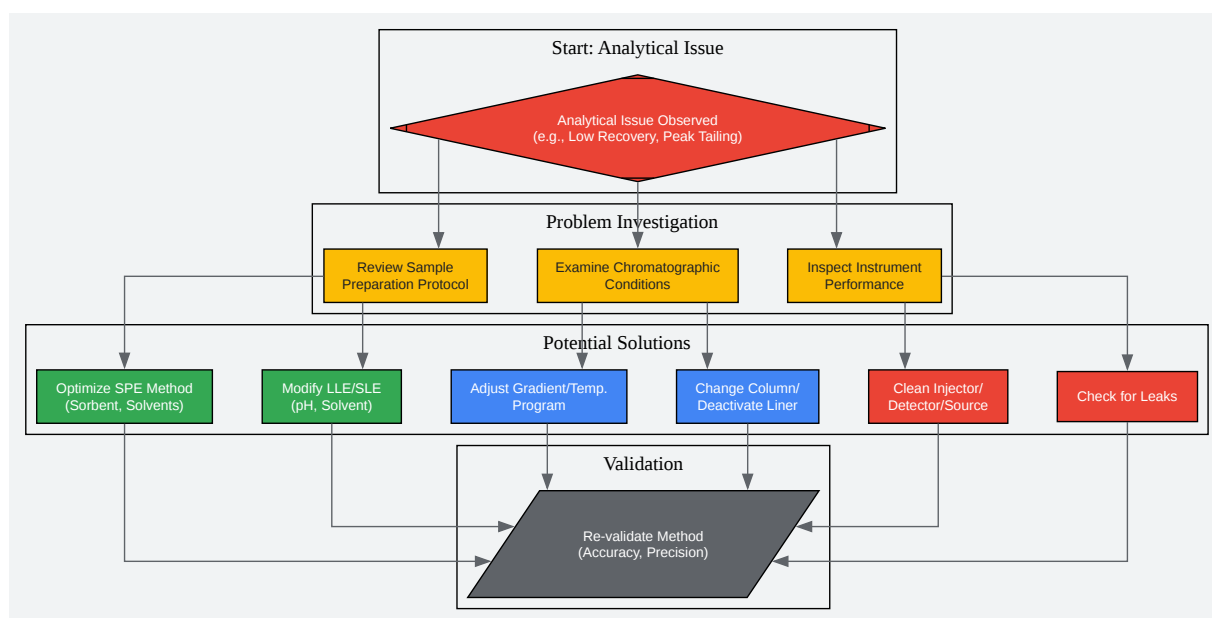 Start: Analytical Issue
Analytical Issue Observed
(e.g., Low Recovery, Peak Tailing)
Problem Investigation
Review Sample
Preparation Protocol
Examine Chromatographic
Conditions
Inspect Instrument
Performance
Potential Solutions
Optimize SPE Method
(Sorbent, Solvents)
Modify LLE/SLE
(pH, Solvent)
Adjust Gradient/Temp.
Program
Change Column/
Deactivate Liner
Clean Injector/
Detector/Source
Check for Leaks
Validation
Re-validate Method
(Accuracy, Precision)